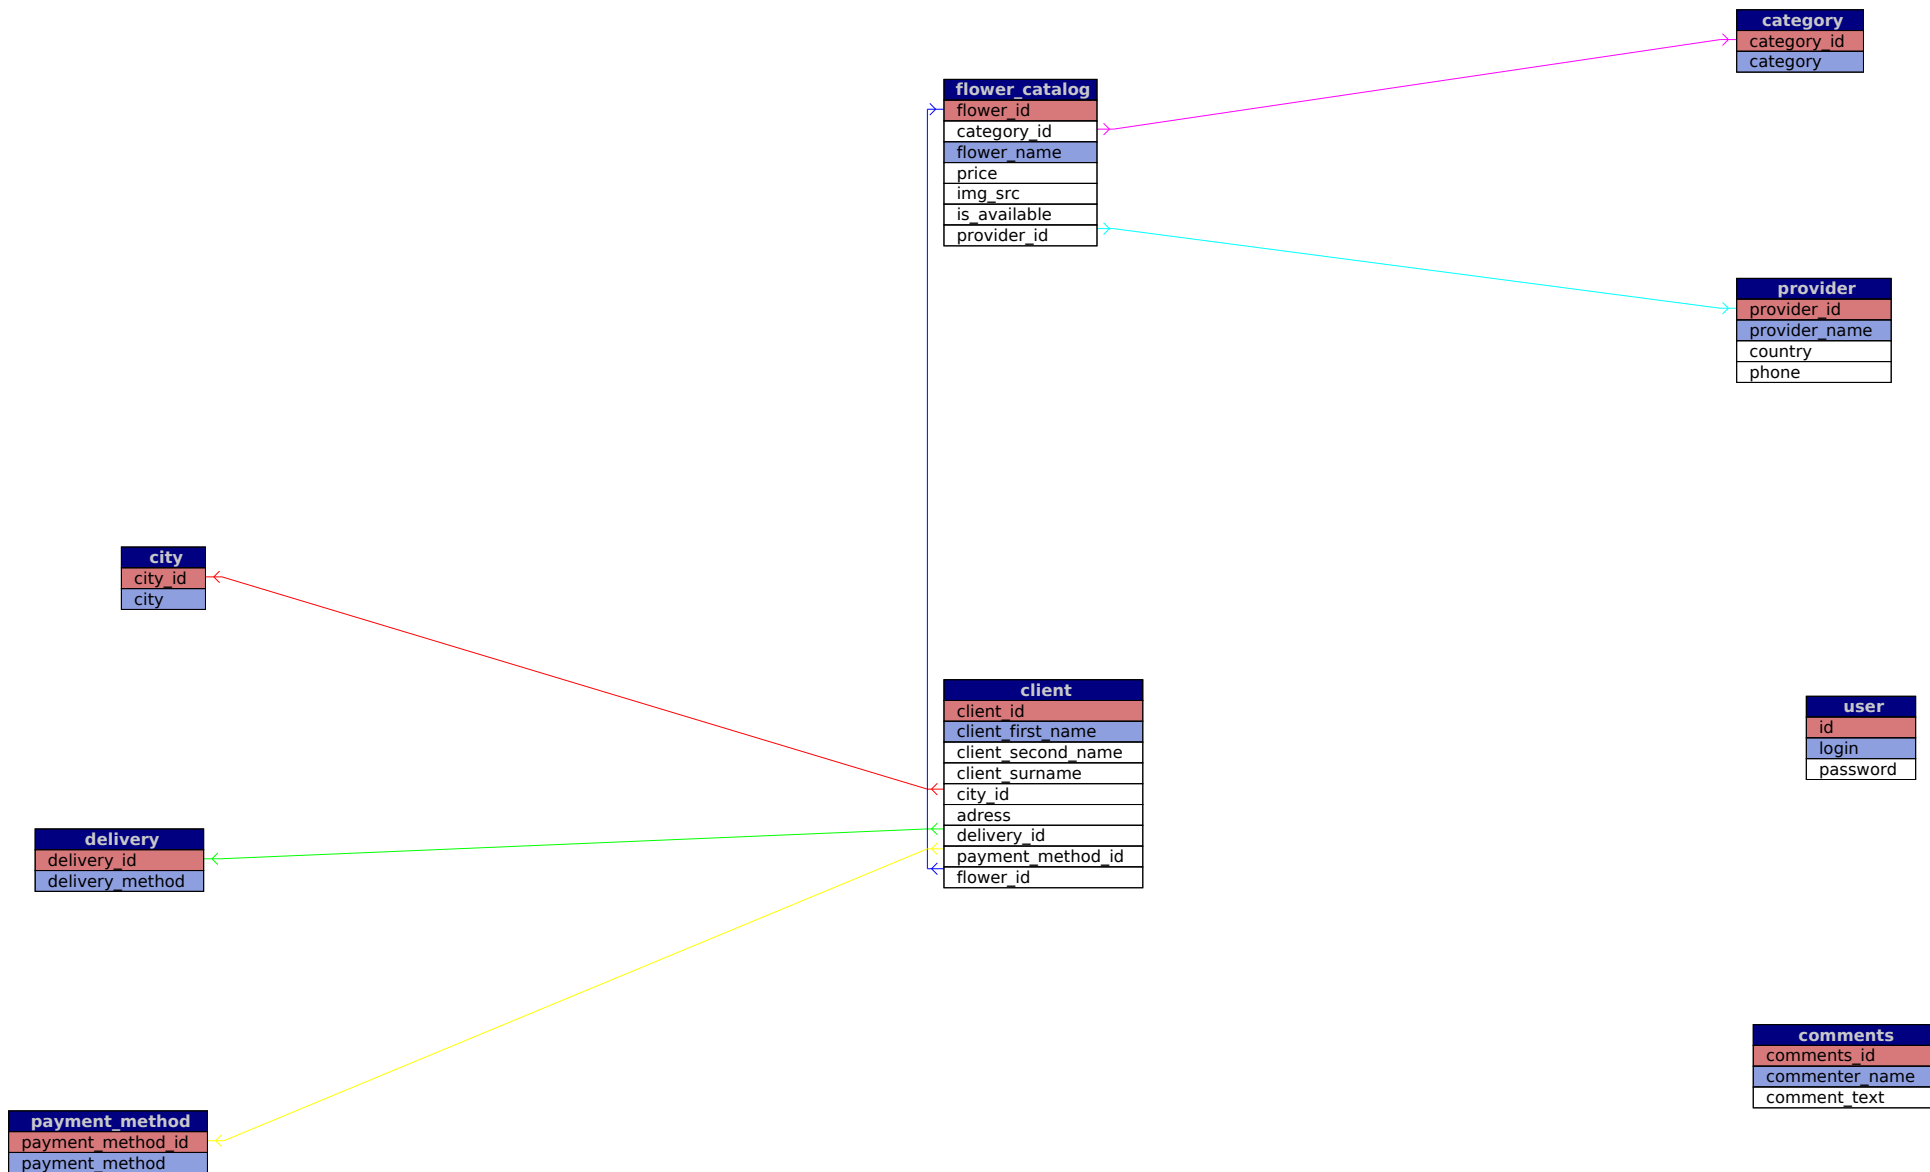 category
category_id
category
flower_catalog
flower_id
category_id
flower_name
price
img_src
is_available
provider_id
provider
provider_id
provider_name
country
phone
city
city_id
city
client
client_id
client_first_name
client_second_name
client_surname
city_id
adress
delivery_id
payment_method_id
flower_id
user
id
login
password
delivery
delivery_id
delivery_method
comments
comments_id
commenter_name
comment_text
payment_method
payment_method_id
payment_method